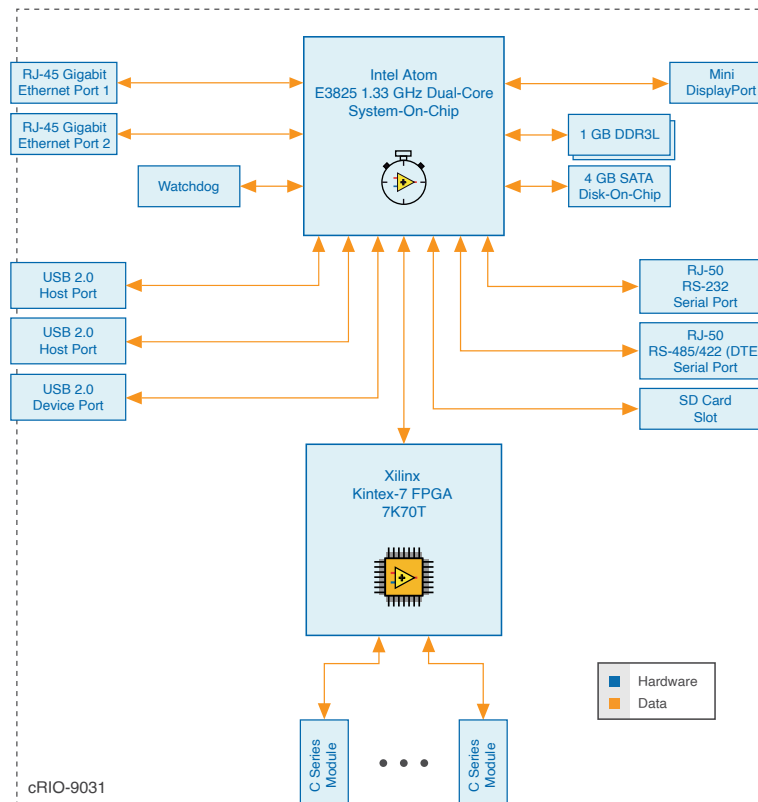 RJ-45 Gigabit
Ethernet Port 1
RJ-45 Gigabit
Ethernet Port 2
Watchdog
Intel Atom
E3825 1.33 GHz Dual-Core
System-On-Chip
Mini
DisplayPort
1 GB DDR3L
4 GB SATA
Disk-On-Chip
USB 2.0
Host Port
USB 2.0
Host Port
USB 2.0
Device Port
RJ-50
RS-232
Serial Port
RJ-50
RS-485/422 (DTE
Serial Port
SD Card
Slot
Xilinx
Kintex-7 FPGA
7K70T
Hardware
Data
C Series
Module
C Series
Module
cRIO-9031